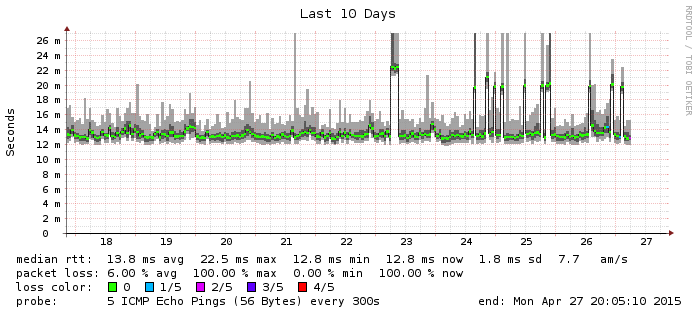 Last 10 Days
RRDTOOL / TOBI OETIKER
Seconds
26 m
24 m
22 m
20 m
18 m
16 m
14 m
12 m
10 m
8 m
6 m
4 m
2 m
0
18 19 20 21 22 23 24 25 26 27
median rtt: 13.8 ms avg 22.5 ms max 12.8 ms min 12.8 ms now 1.8 ms sd 7.7 am/s
packet loss: 6.00 % avg 100.00 % max 0.00 % min 100.00 % now
loss color: 0 1/5 2/5 3/5 4/5
probe: 5 ICMP Echo Pings (56 Bytes) every 300s end: Mon Apr 27 20:05:10 2015